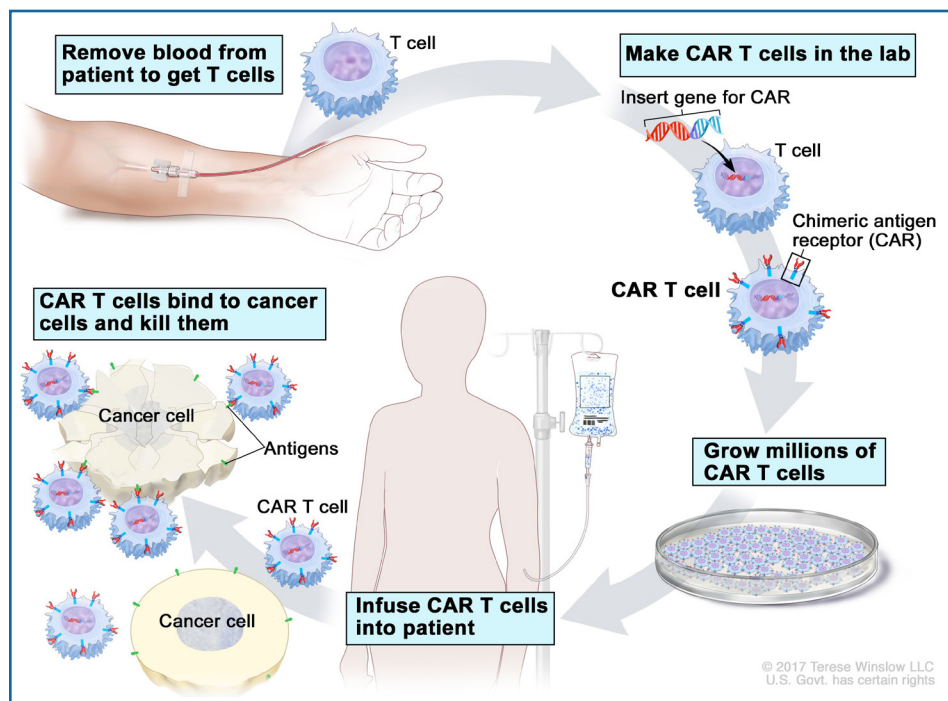 Remove blood from
patient to get T cells
T cell
Make CAR T cells in the lab
Insert gene for CAR
T cell
Chimeric antigen
receptor (CAR)
CAR T cell
Grow millions of
CAR T cells
Infuse CAR T cells
into patient
CAR T cells bind to cancer
cells and kill them
Cancer cell
Antigens
CAR T cell
Cancer cell
© 2017 Terese Winslow LLC
U.S. Govt. has certain rights